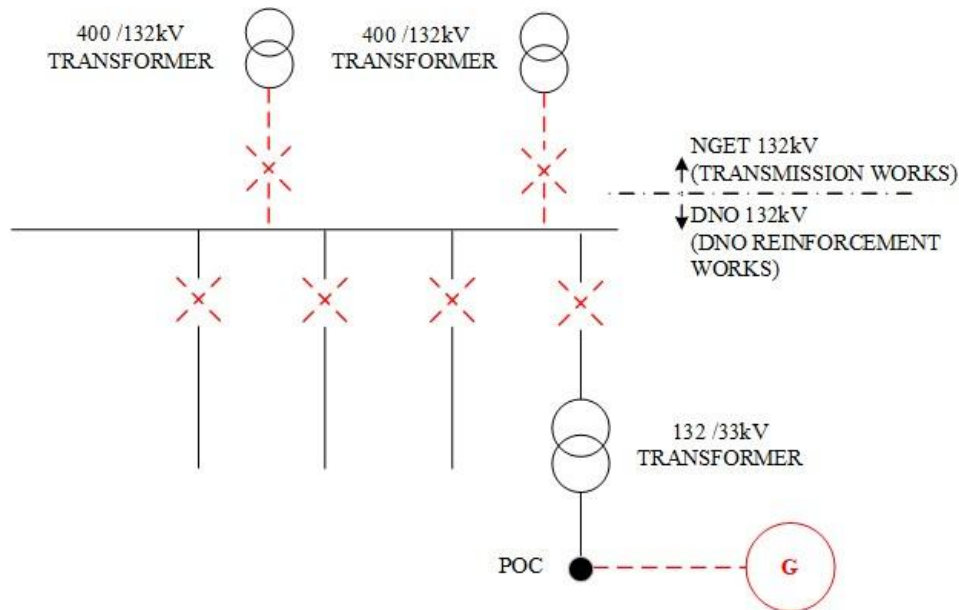 400 /132kV
TRANSFORMER
400 /132kV
TRANSFORMER
NGET 132kV
(TRANSMISSION WORKS)
DNO 132kV
(DNO REINFORCEMENT
WORKS)
132 /33kV
TRANSFORMER
POC
G